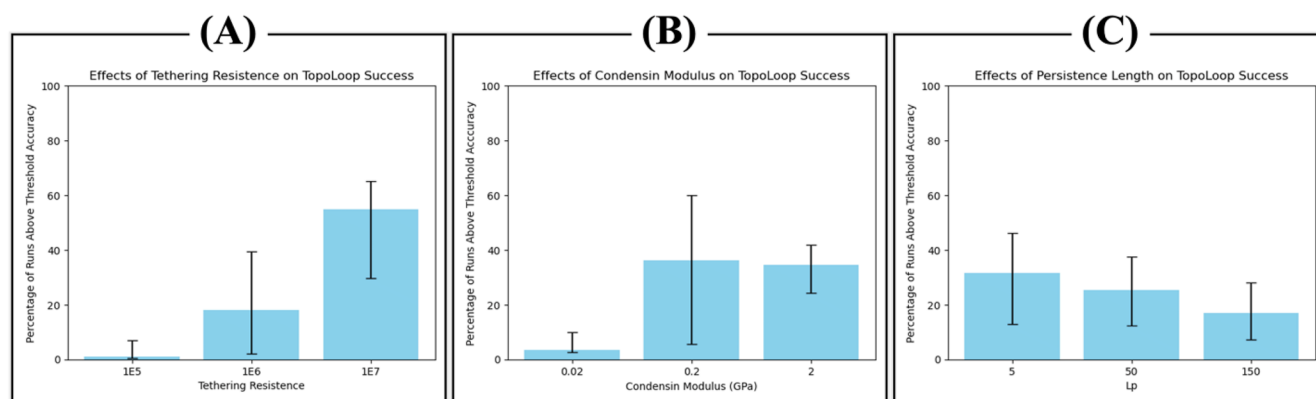 (A)
Effects of Tethering Resistence on TopoLoop Success
Percentage of Runs Above Threshold Accuracy
100
80
60
40
20
0
1E5 1E6 1E7
Tethering Resistence
(B)
Effects of Condensin Modulus on TopoLoop Success
Percentage of Runs Above Threshold Accuracy
100
80
60
40
20
0
0.02 0.2 2
Condensin Modulus (GPa)
(C)
Effects of Persistence Length on TopoLoop Success
Percentage of Runs Above Threshold Accuracy
100
80
60
40
20
0
5 50 150
Lp